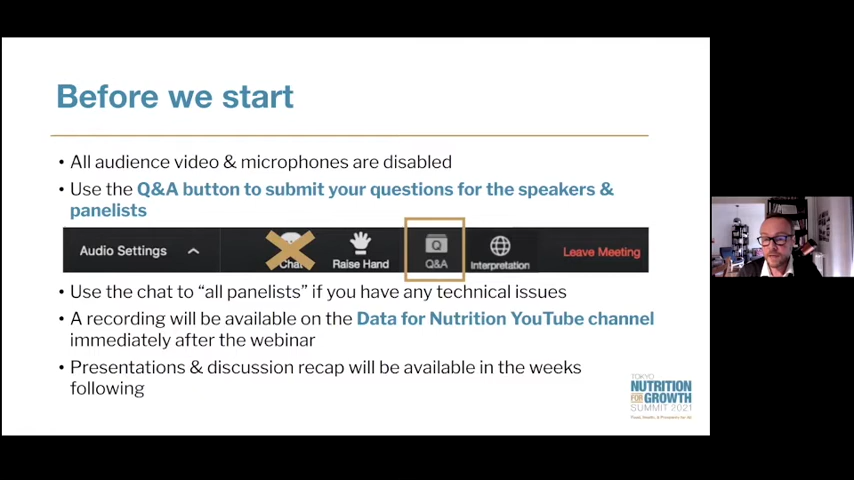 Before we start
• All audience video & microphones are disabled
• Use the Q&A button to submit your questions for the speakers &
panelists
Audio Settings
Chat
Raise Hand
Q&A
Interpretation
Leave Meeting
• Use the chat to “all panelists” if you have any technical issues
• A recording will be available on the Data for Nutrition YouTube channel
immediately after the webinar
• Presentations & discussion recap will be available in the weeks
following
TOKYO
NUTRITION
FOR GROWTH
SUMMIT 2021